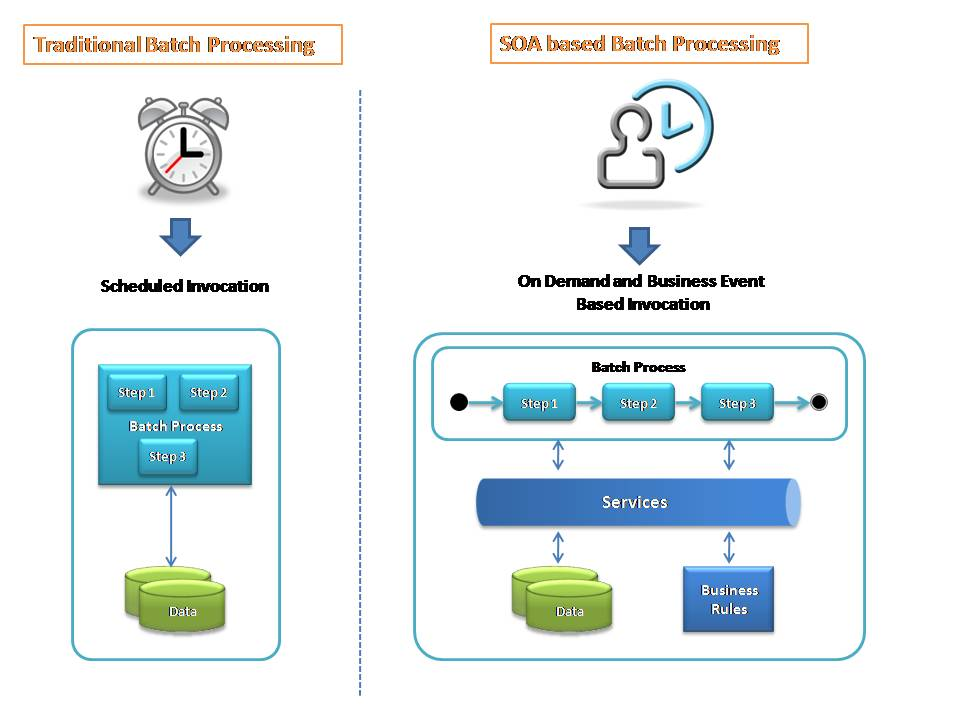 Traditional Batch Processing
Scheduled Invocation
Step 1
Step 2
Batch Process
Step 3
Data
SOA based Batch Processing
On Demand and Business Event
Based Invocation
Batch Process
Step 1
Step 2
Step 3
Services
Data
Business
Rules